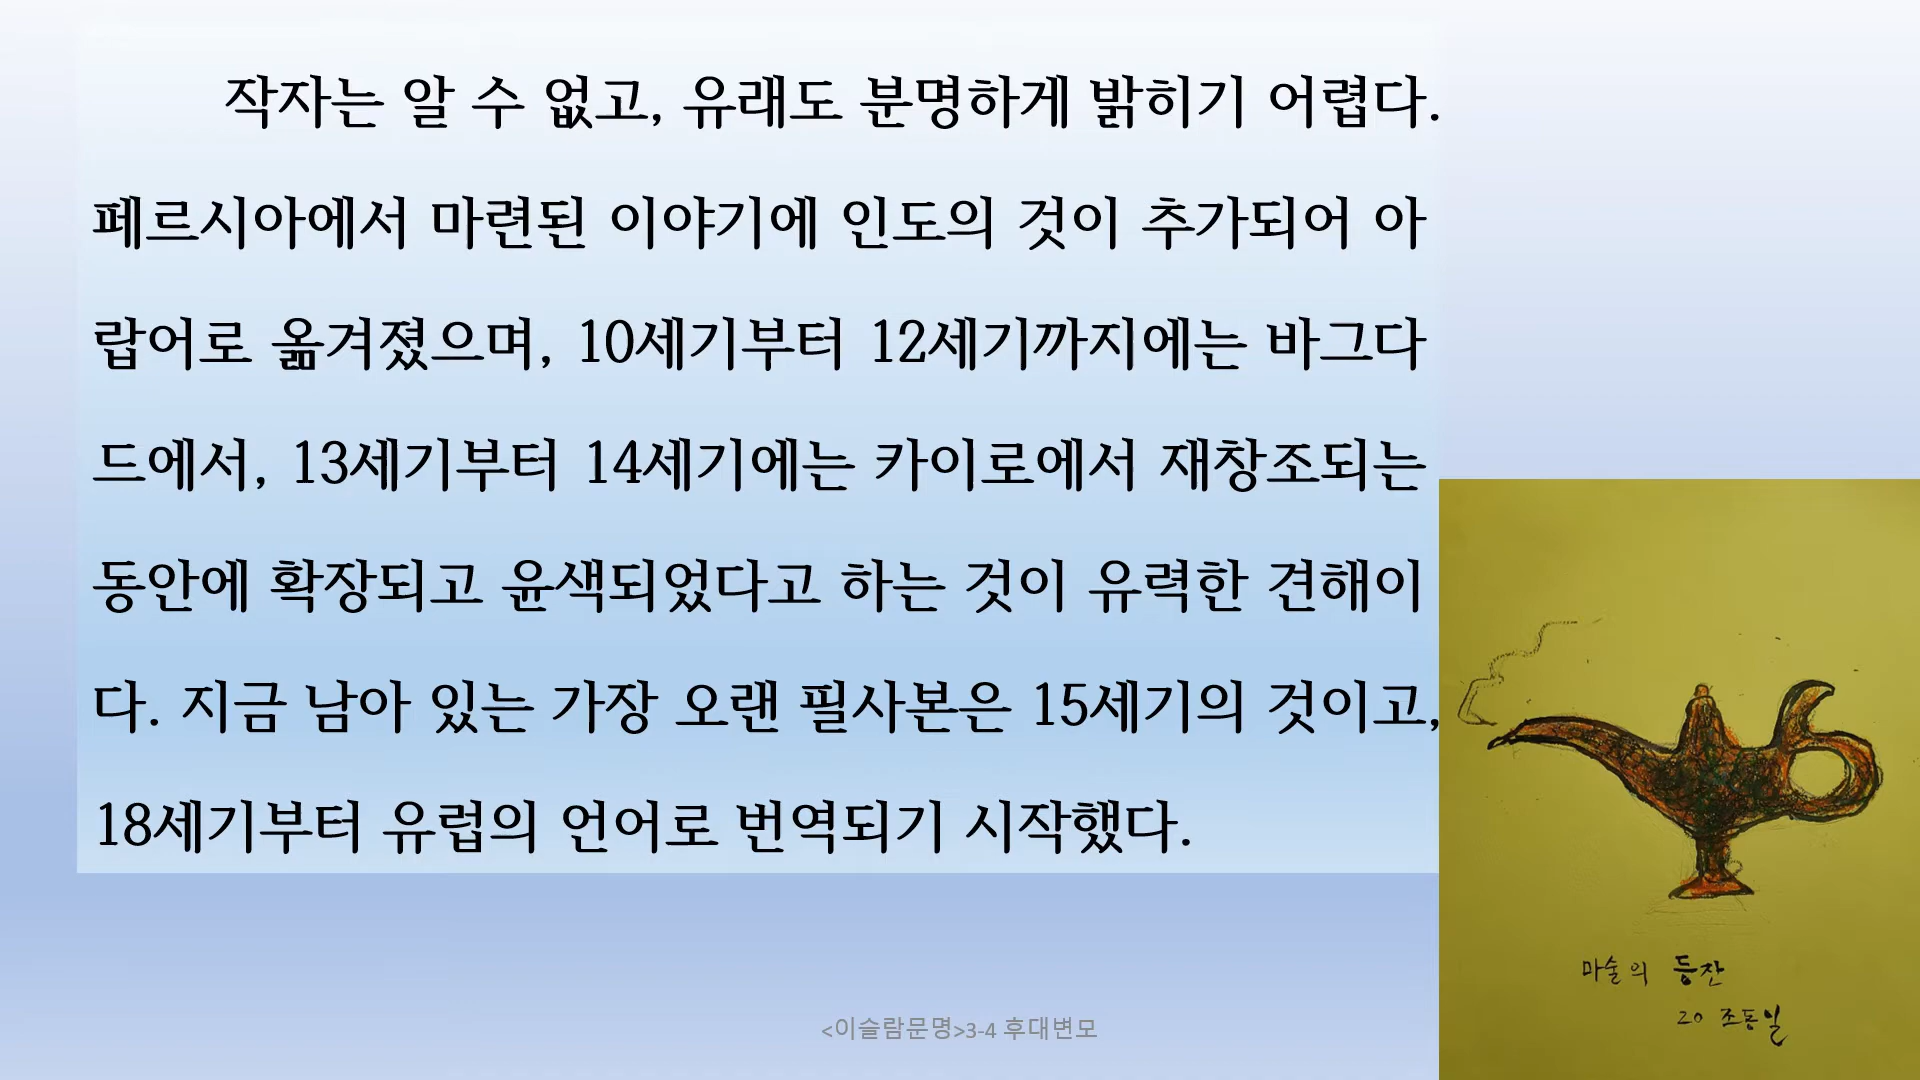 작자는 알 수 없고, 유래도 분명하게 밝히기 어렵다.
페르시아에서 마련된 이야기에 인도의 것이 추가되어 아
랍어로 옮겨졌으며, 10세기부터 12세기까지에는 바그다
드에서, 13세기부터 14세기에는 카이로에서 재창조되는
동안에 확장되고 윤색되었다고 하는 것이 유력한 견해이
다. 지금 남아 있는 가장 오랜 필사본은 15세기의 것이고,
18세기부터 유럽의 언어로 번역되기 시작했다.
마술의 등잔
20 조동일
<이슬람문명>3-4 후대변모